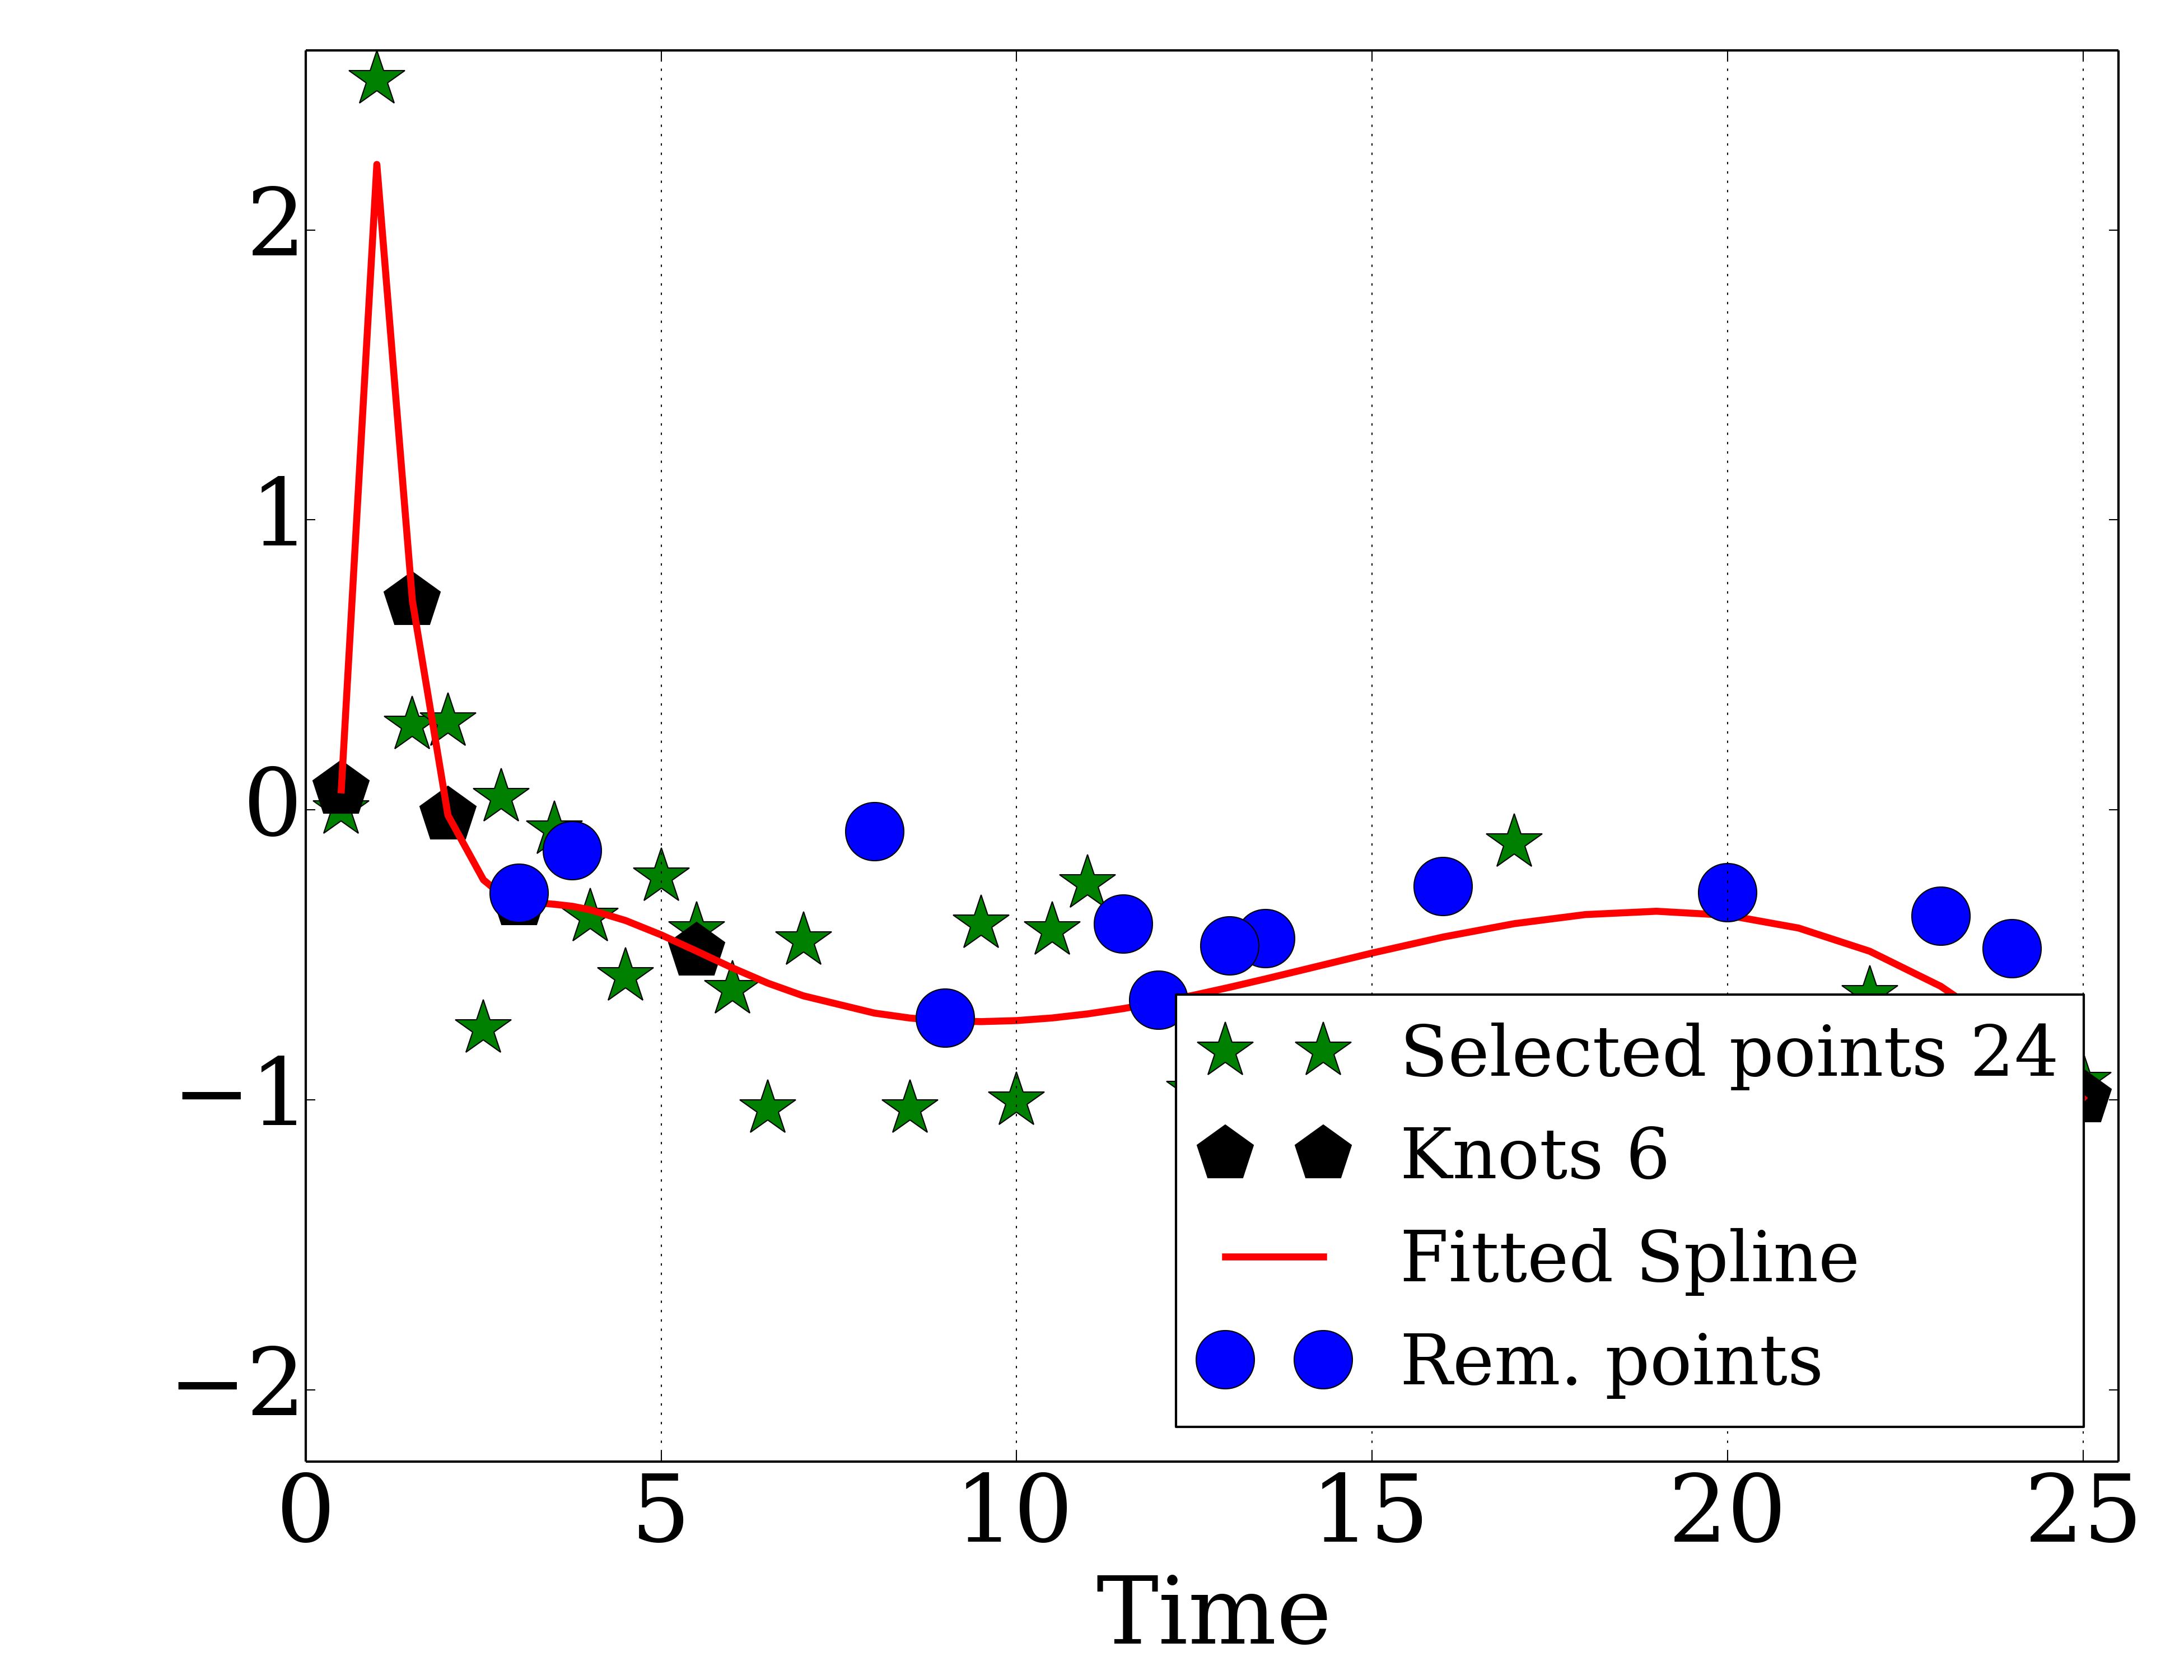 2
1
0
−1
−2
Selected points 24
Knots 6
Fitted Spline
Rem. points
0 5 10 15 20 25
Time